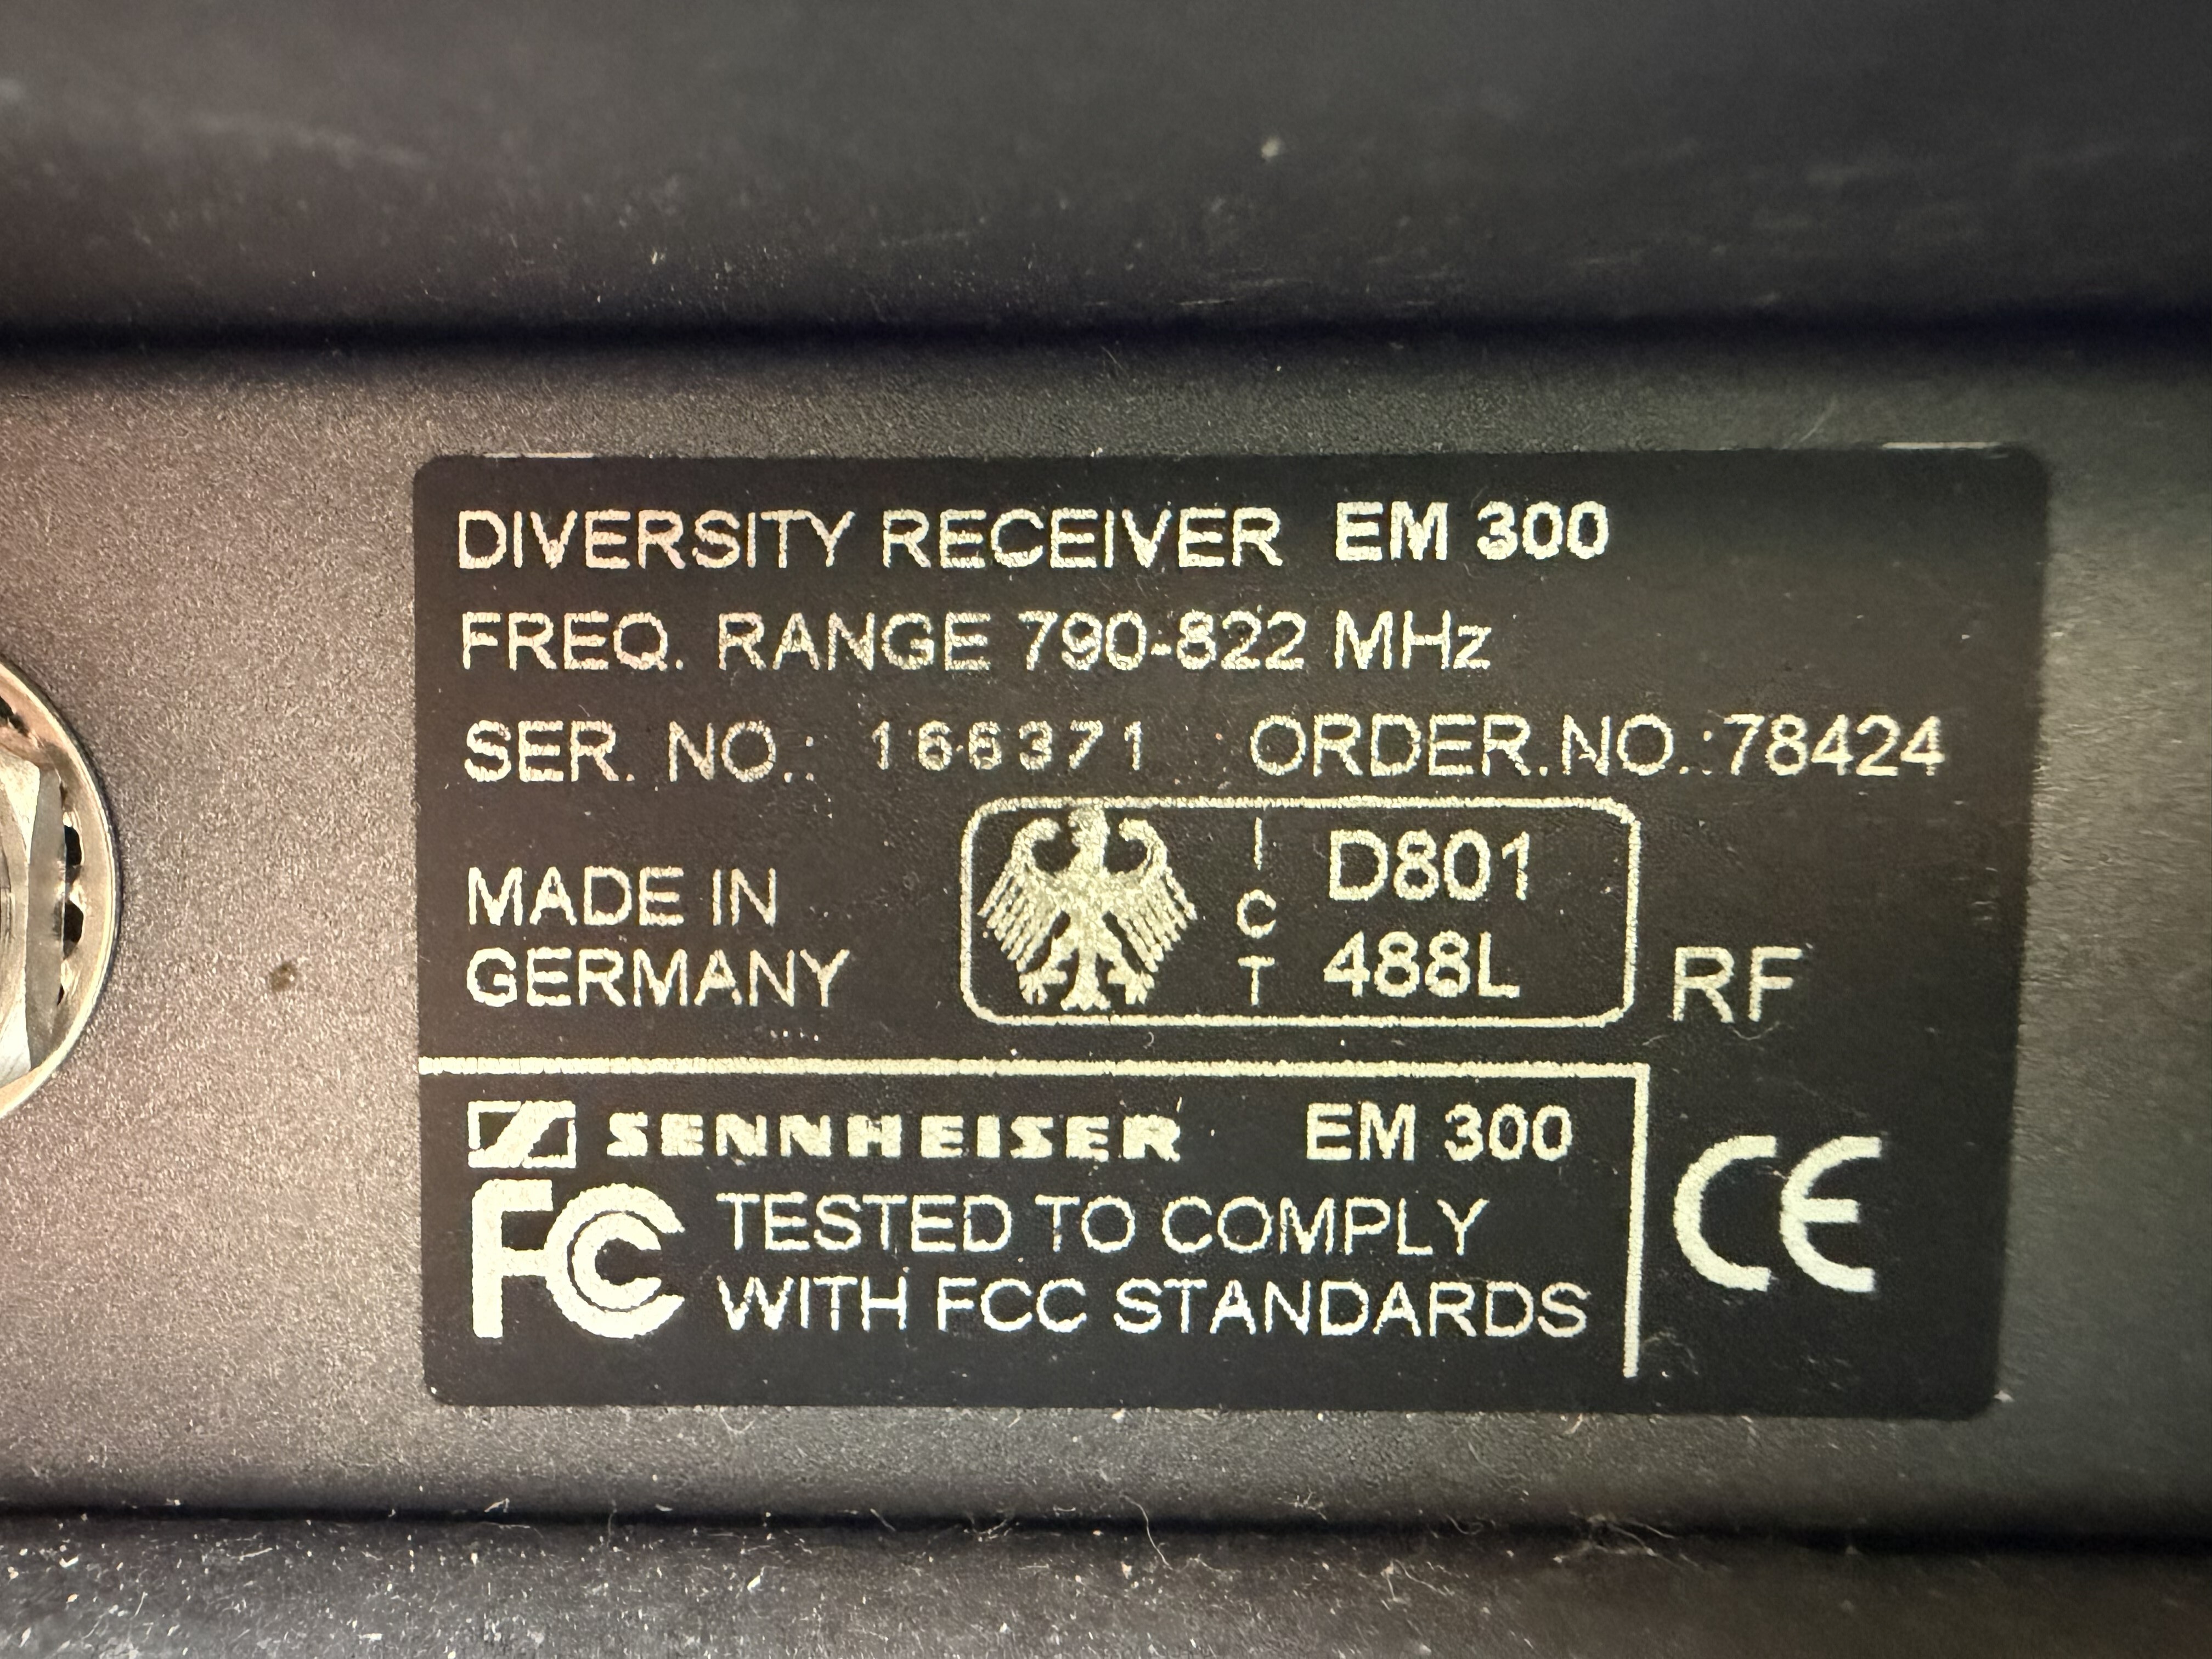 DIVERSITY RECEIVER EM 300
FREQ. RANGE 790-822 MHz
SER. NO.: 166371 ORDER.NO.:78424
MADE IN
GERMANY
ICT
D801
488L
RF
SENNHEISER EM 300
FC TESTED TO COMPLY
WITH FCC STANDARDS
CE